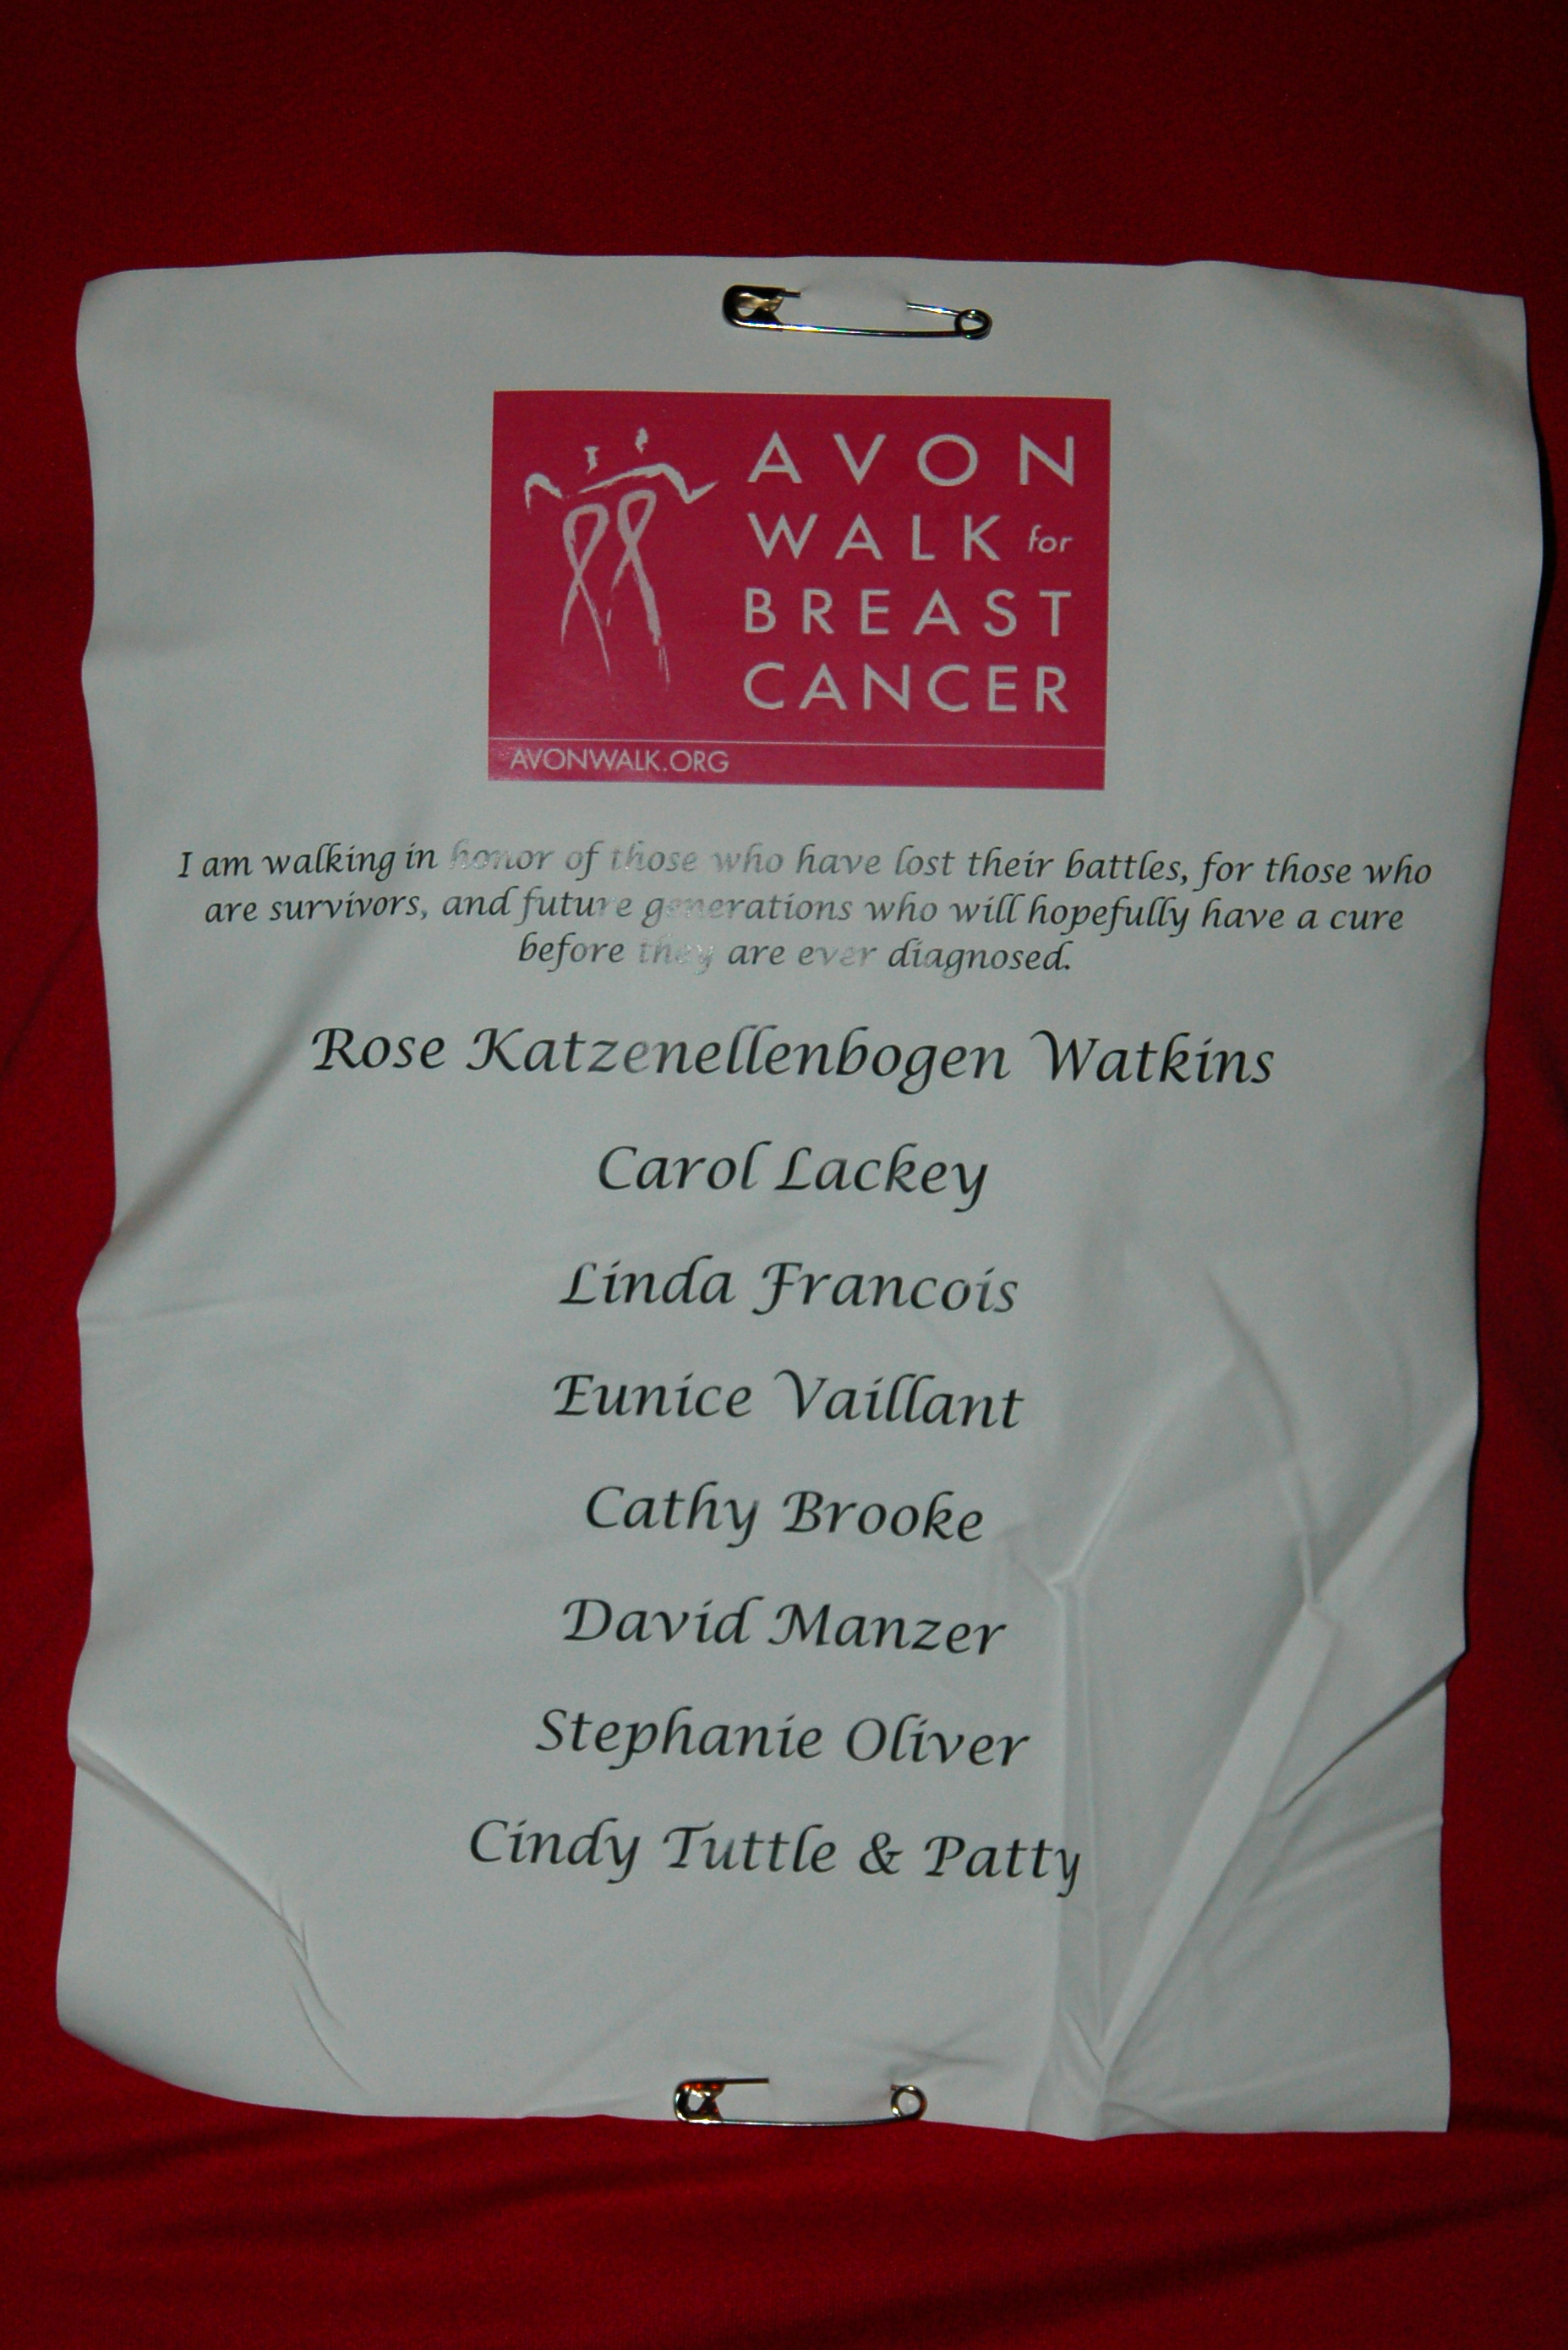 AVON
WALK for
BREAST
CANCER
AVONWALK.ORG
I am walking in honor of those who have lost their battles, for those who
are survivors, and future generations who will hopefully have a cure
before they are ever diagnosed.
Rose Katzenellenbogen Watkins
Carol Lackey
Linda Francois
Eunice Vaillant
Cathy Brooke
David Manzer
Stephanie Oliver
Cindy Tuttle & Patty